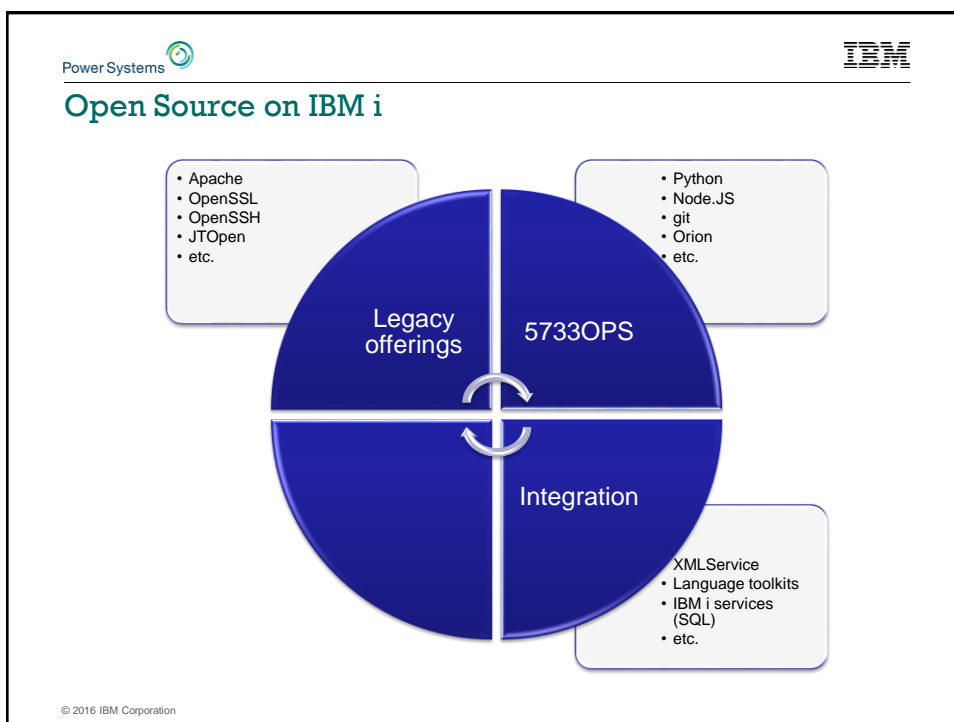 Power Systems
IBM
Open Source on IBM i
• Apache
• OpenSSL
• OpenSSH
• JTOpen
• etc.
• Python
• Node.JS
• git
• Orion
• etc.
Legacy
offerings
5733OPS
Integration
XMLService
• Language toolkits
• IBM i services
(SQL)
• etc.
© 2016 IBM Corporation